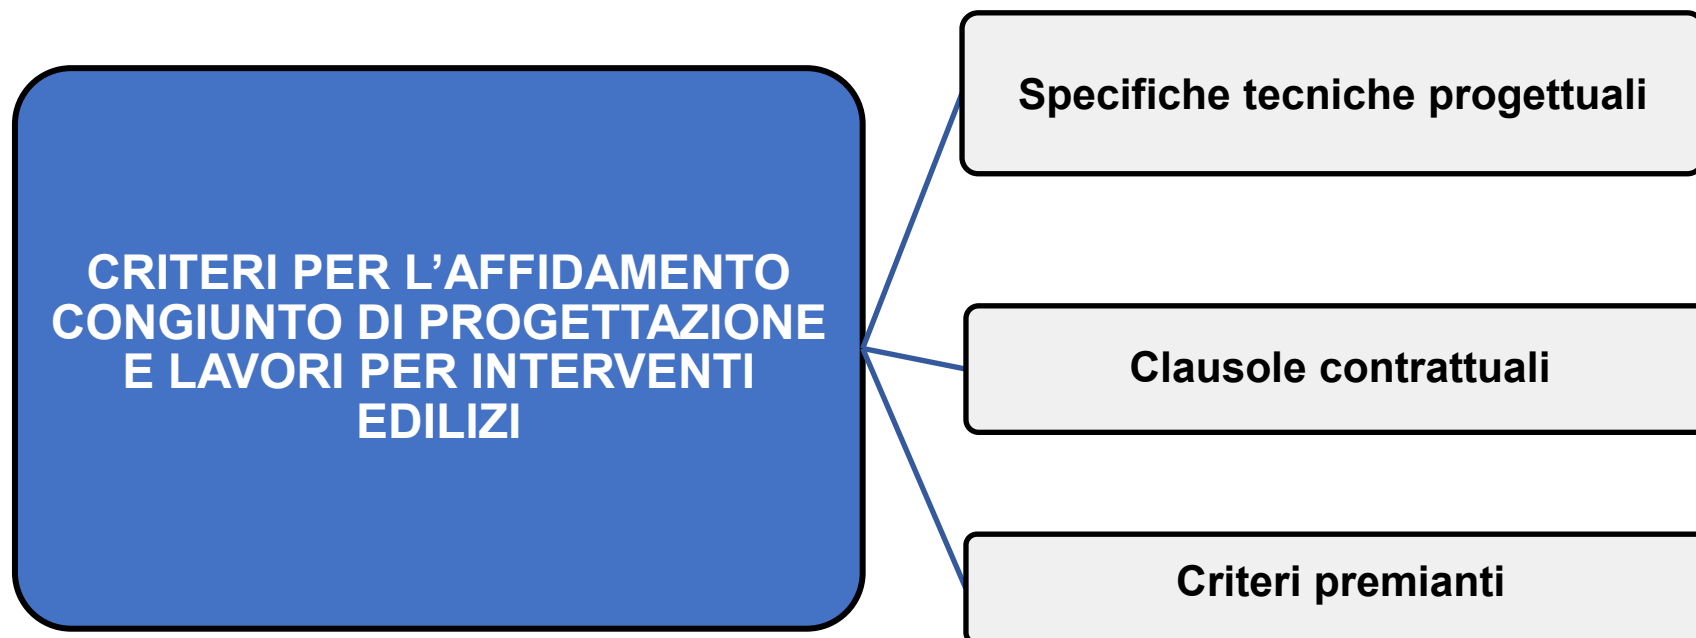 CRITERI PER L’AFFIDAMENTO
CONGIUNTO DI PROGETTAZIONE
E LAVORI PER INTERVENTI
EDILIZI
Specifiche tecniche progettuali
Clausole contrattuali
Criteri premianti